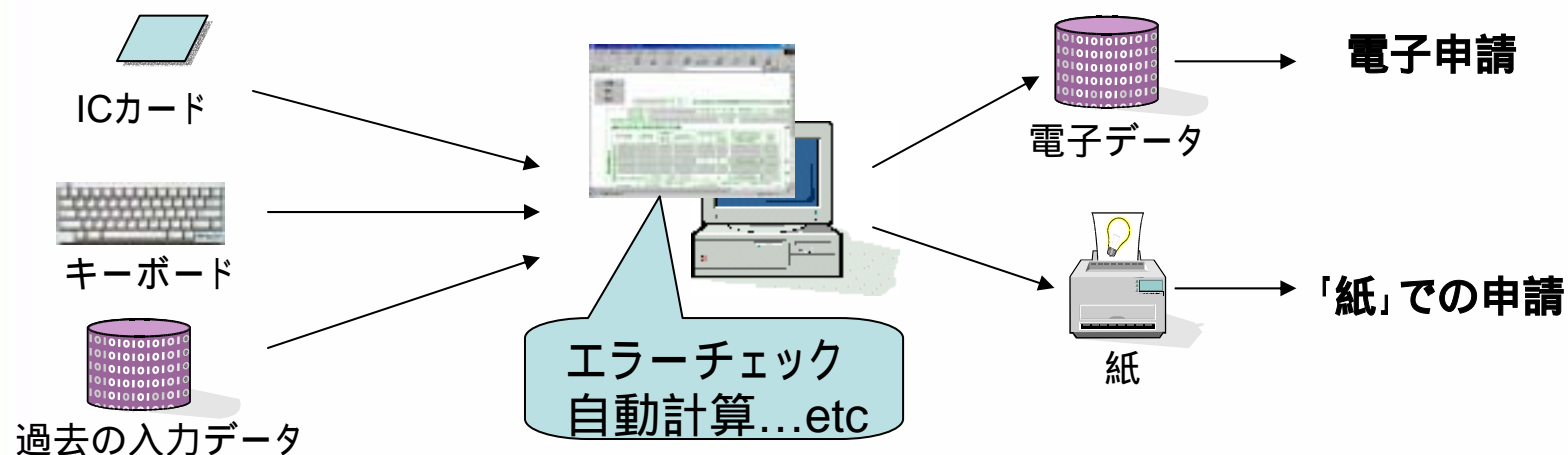 ICカード
キーボード
過去の入力データ
エラーチェック
自動計算…etc
電子データ
電子申請
紙
「紙」での申請